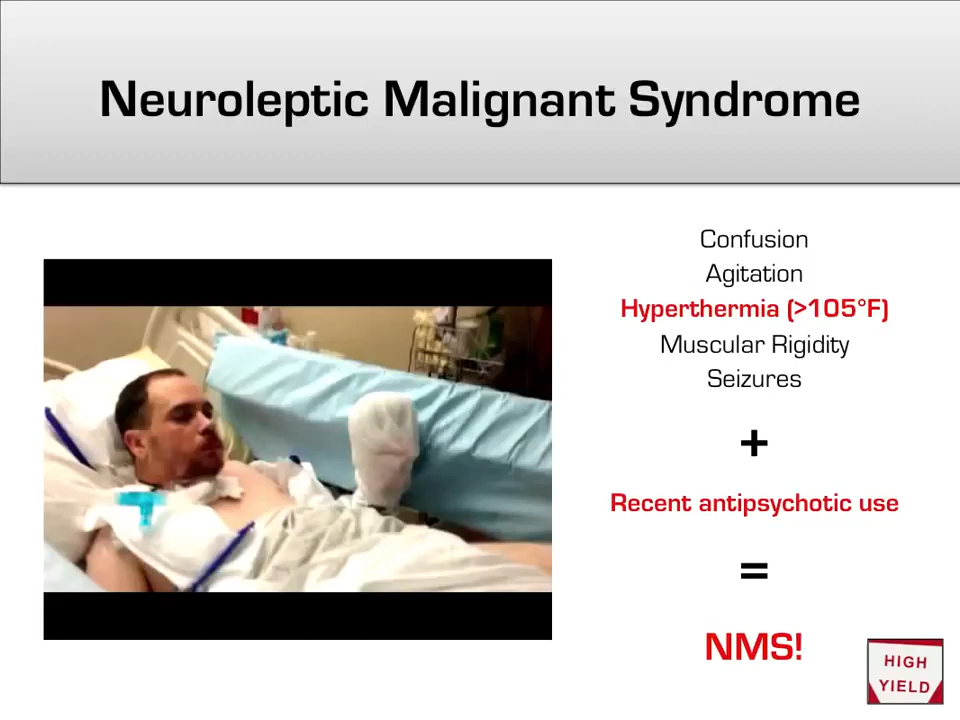 Neuroleptic Malignant Syndrome
Confusion
Agitation
Hyperthermia (>105°F)
Muscular Rigidity
Seizures
+
Recent antipsychotic use
=
NMS!
HIGH
YIELD